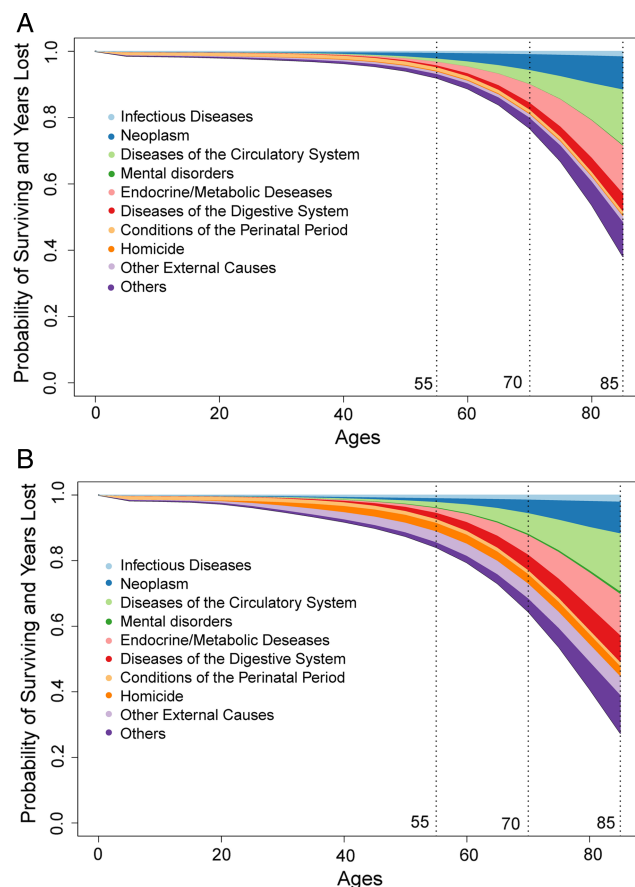 A
Probability of Surviving and Years Lost
1.0
0.8
0.6
0.4
0.2
0.0
Infectious Diseases
Neoplasm
Diseases of the Circulatory System
Mental disorders
Endocrine/Metabolic Deseases
Diseases of the Digestive System
Conditions of the Perinatal Period
Homicide
Other External Causes
Others
55
70
85
0
20
40
60
80
Ages
B
Probability of Surviving and Years Lost
1.0
0.8
0.6
0.4
0.2
0.0
Infectious Diseases
Neoplasm
Diseases of the Circulatory System
Mental disorders
Endocrine/Metabolic Deseases
Diseases of the Digestive System
Conditions of the Perinatal Period
Homicide
Other External Causes
Others
55
70
85
0
20
40
60
80
Ages